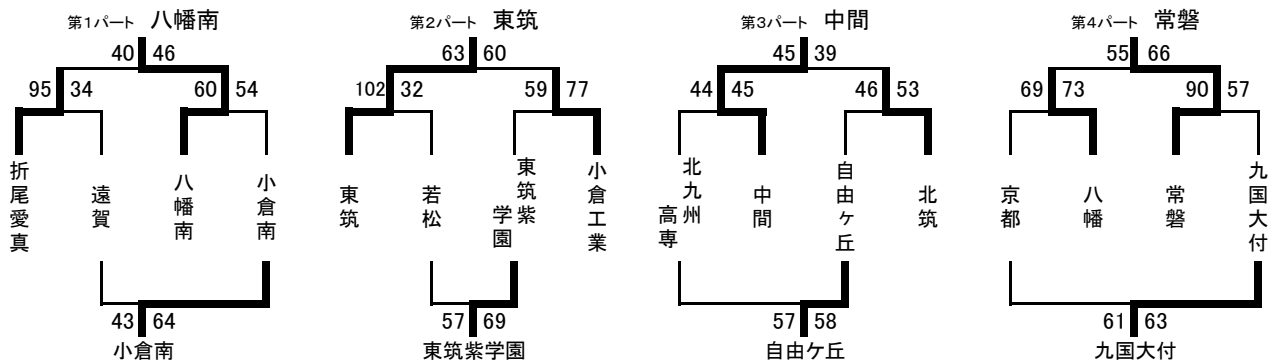 第1パート 八幡南 第2パート 東筑 第3パート 中間 第4パート 常磐
40 46 63 60 45 39 55 66
95 34 60 54 102 32 59 77 44 45 46 53 69 73 90 57
折尾愛真
遠賀
八幡南
小倉南
東筑
若松
東筑紫
学園
小倉工業
北九州
高専
中間
自由ヶ丘
北筑
京都
八幡
常磐
九国大付
43 64 57 69 57 58 61 63
小倉南 東筑紫学園 自由ケ丘 九国大付